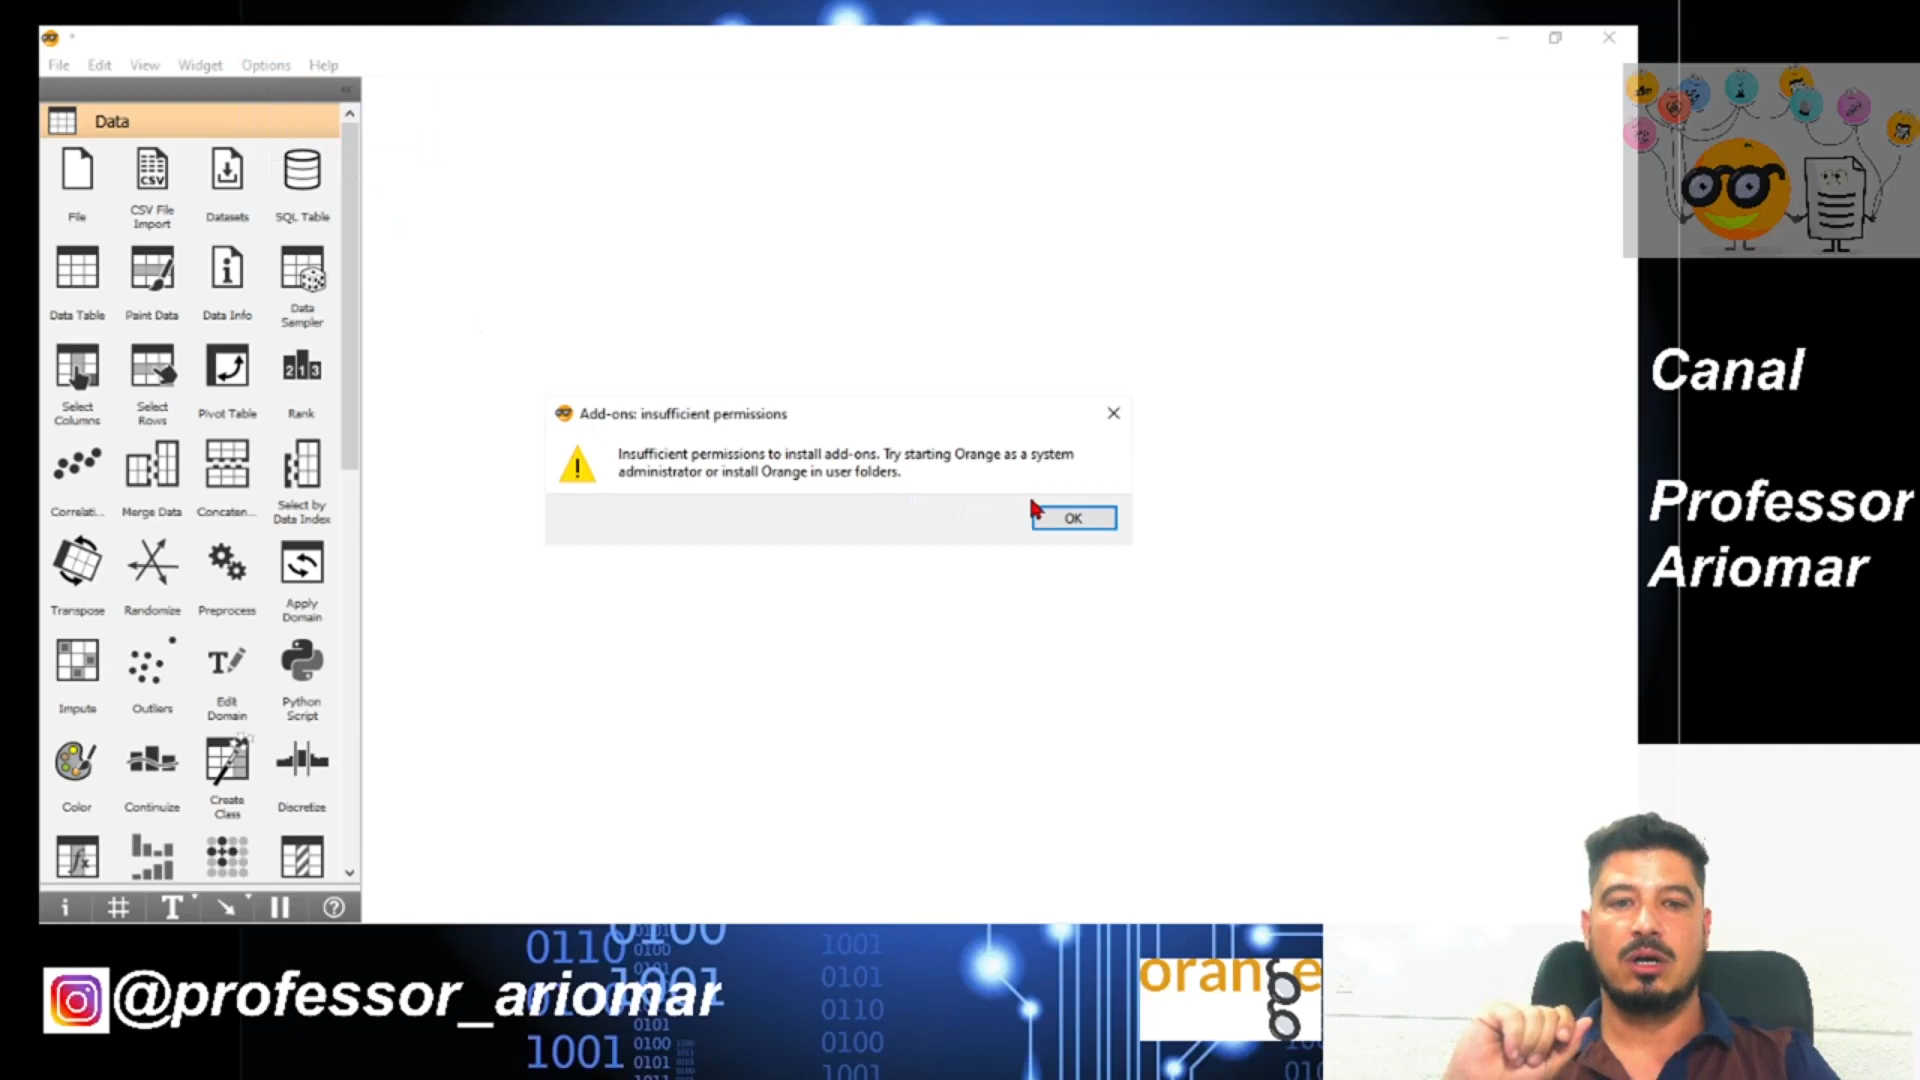 File Edit View Widget Options Help
Data
File
CSV File
Import
Datasets
SQL Table
Data Table
Paint Data
Data Info
Data
Sampler
Select
Columns
Select
Rows
Pivot Table
Rank
Correlati...
Merge Data
Concaten...
Select by
Data Index
Transpose
Randomize
Preprocess
Apply
Domain
Impute
Outliers
Edit
Domain
Python
Script
Color
Continuize
Create
Class
Discretize
Add-ons: insufficient permissions
Insufficient permissions to install add-ons. Try starting Orange as a system
administrator or install Orange in user folders.
OK
Canal
Professor
Ariomar
@professor_ariomar
orange
0110
1001
1001
0101
0110
0100
1001